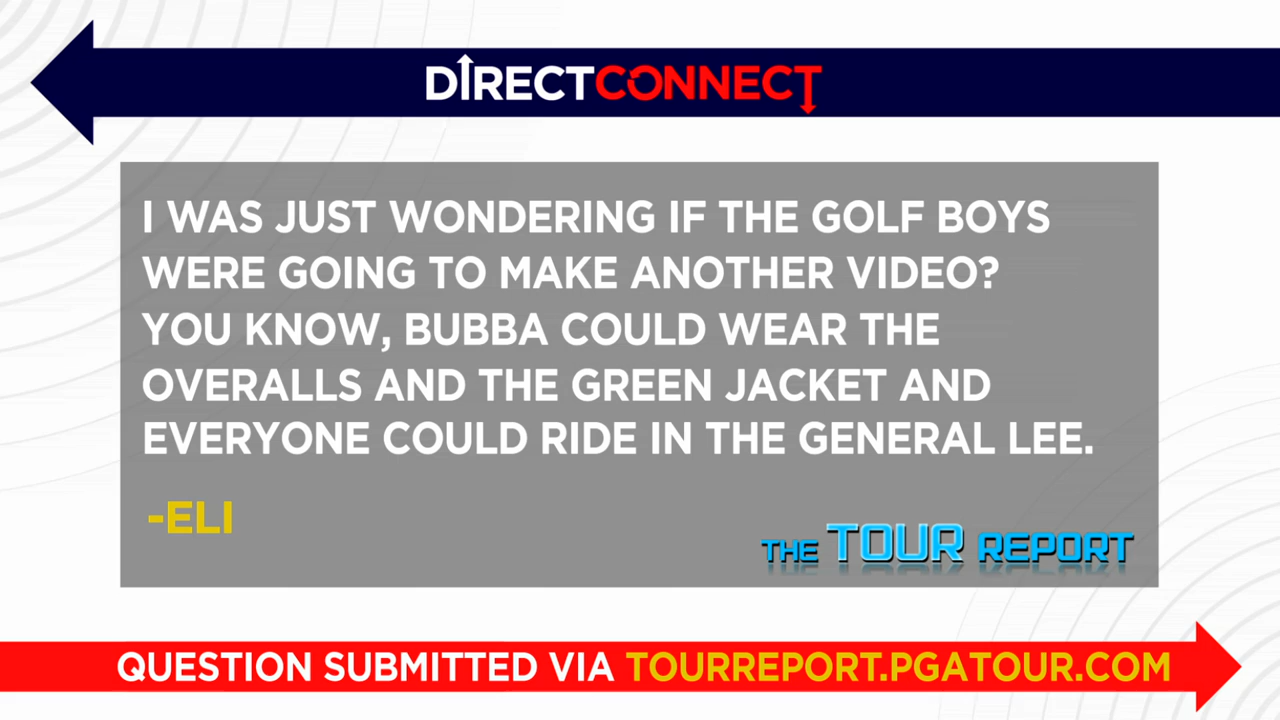 DIRECTCONNECT
I WAS JUST WONDERING IF THE GOLF BOYS
WERE GOING TO MAKE ANOTHER VIDEO?
YOU KNOW, BUBBA COULD WEAR THE
OVERALLS AND THE GREEN JACKET AND
EVERYONE COULD RIDE IN THE GENERAL LEE.
-ELI
THE TOUR REPORT
QUESTION SUBMITTED VIA TOURREPORT.PGATOUR.COM